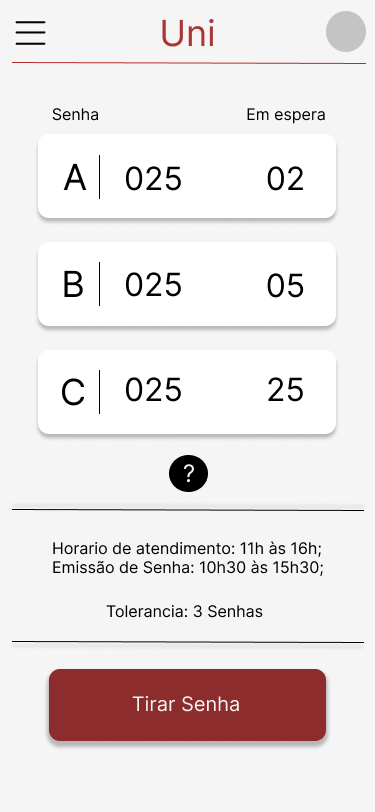 Uni
Senha Em espera
A 025 02
B 025 05
C 025 25
?
Horario de atendimento: 11h às 16h;
Emissão de Senha: 10h30 às 15h30;
Tolerancia: 3 Senhas
Tirar Senha